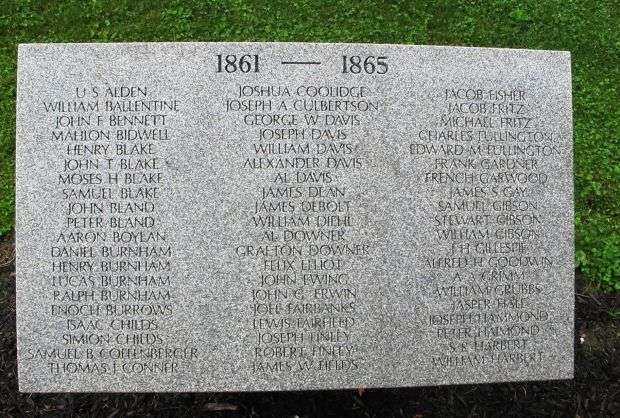 1861 — 1865
U S ALDEN
WILLIAM BALLENTINE
JOHN F BENNETT
MAHLON BIDWELL
HENRY BLAKE
JOHN T BLAKE
MOSES H BLAKE
SAMUEL BLAKE
JOHN BLAND
PETER BLAND
AARON BOYLAN
DANIEL BURNHAM
HENRY BURNHAM
LUCAS BURNHAM
RALPH BURNHAM
ENOCH BURROWS
ISAAC CHILDS
SIMION CHILDS
SAMUEL B COFFENBERGER
THOMAS J CONNER
JOSHUA COOLIDGE
JOSEPH A CULBERTSON
GEORGE W DAVIS
JOSEPH DAVIS
WILLIAM DAVIS
ALEXANDER DAVIS
AL DAVIS
JAMES DEAN
JAMES DEBOLT
WILLIAM DIEHL
AL DOWNER
GRAFTON DOWNER
FELIX ELLIOT
JOHN EWING
JOHN G ERWIN
JOEL FAIRBANKS
LEWIS FAIRHEED
JOSEPH FINLEY
ROBERT FINLEY
JAMES W FIELDS
JACOB FISHER
JACOB FRITZ
MICHAEL FRITZ
CHARLES FULLINGTON
EDWARD M FULLINGTON
FRANK GARDNER
FRENCH GARWOOD
JAMES S GAY
SAMUEL GIBSON
STEWART GIBSON
WILLIAM GIBSON
J H GILLESPIE
ALFRED H GOODWIN
A J GRIMM
WILLIAM GRUBBS
JASPER
JOSEPH HAMMOND
PETER HAMOND
S S HARBERT
WILLIAM HARBERT